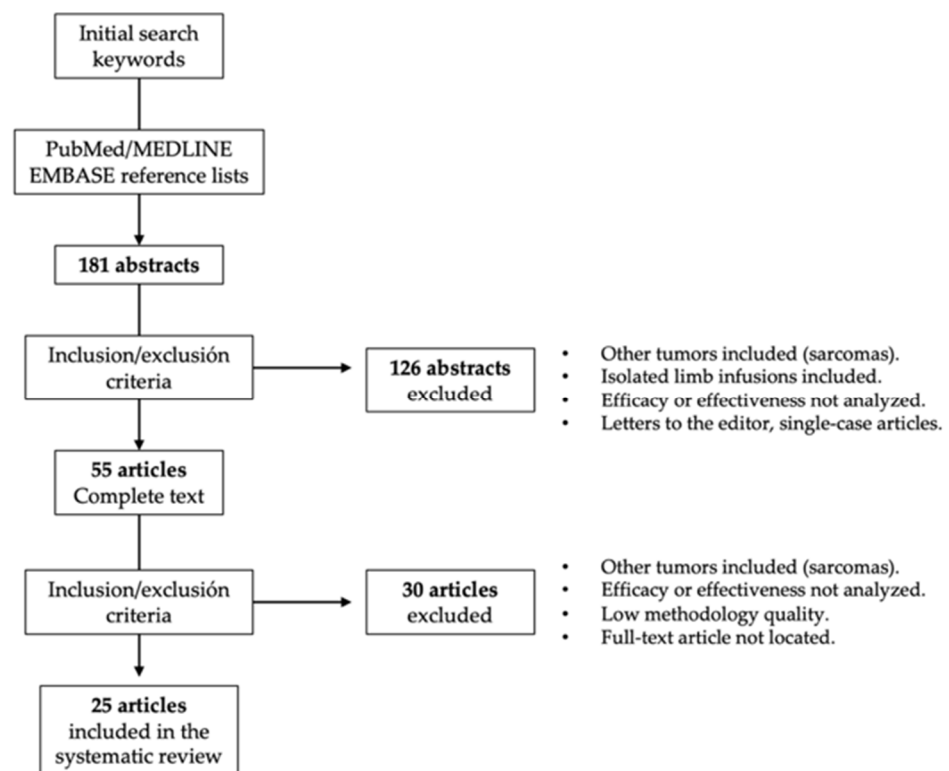 Initial search
keywords
PubMed/MEDLINE
EMBASE reference lists
181 abstracts
Inclusion/exclusión
criteria
126 abstracts
excluded
• Other tumors included (sarcomas).
• Isolated limb infusions included.
• Efficacy or effectiveness not analyzed.
• Letters to the editor, single-case articles.
55 articles
Complete text
Inclusion/exclusión
criteria
30 articles
excluded
• Other tumors included (sarcomas).
• Efficacy or effectiveness not analyzed.
• Low methodology quality.
• Full-text article not located.
25 articles
included in the
systematic review